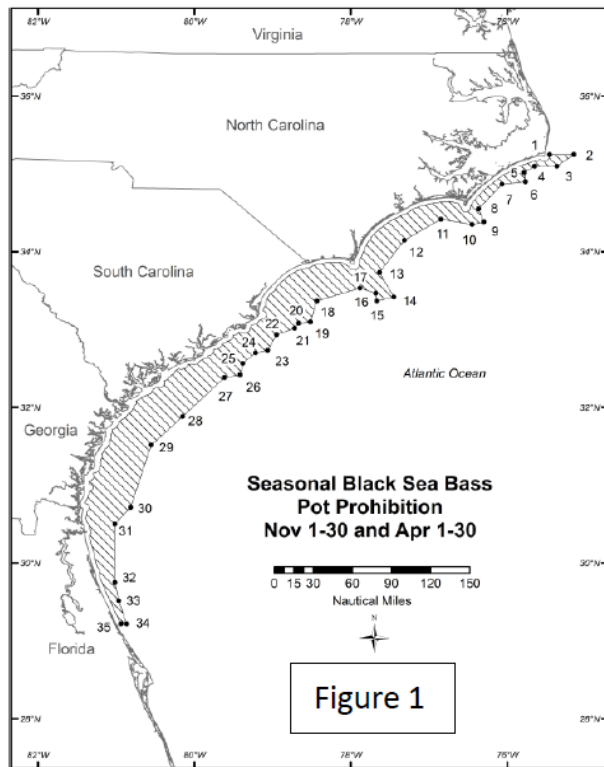 82°W 80°W 78°W 76°W
Virginia
36°N 36°N
North Carolina
1 2
5 4 3
7 6
8
11 10 9
34°N 34°N
12
South Carolina
17 13
16 14
18 15
20
22 21 19
24
25 23
Atlantic Ocean
26
27
32°N 32°N
28
Georgia
29
Seasonal Black Sea Bass
Pot Prohibition
Nov 1-30 and Apr 1-30
30
31
30°N 30°N
0 15 30 60 90 120 150
Nautical Miles
32
33
N
35 34
Florida
Figure 1
28°N 28°N
82°W 80°W 78°W 76°W